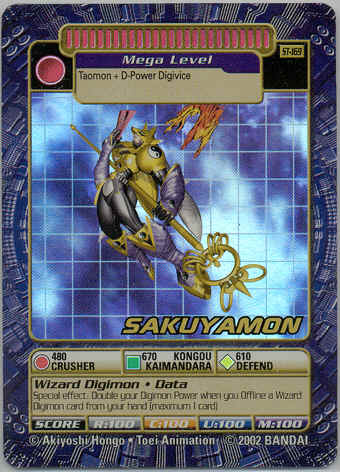 ST-169
Mega Level
Taomon + D-Power Digivice
SAKUYAMON
480 CRUSHER
670 KONGOU KAIMANDARA
610 DEFEND
Wizard Digimon • Data
Special effect: Double your Digimon Power when you Offline a Wizard
Digimon card from your hand (maximum 1 card)
SCORE R:100 C:100 U:100 M:100
© Akiyoshi Hongo • Toei Animation © 2002 BANDAI